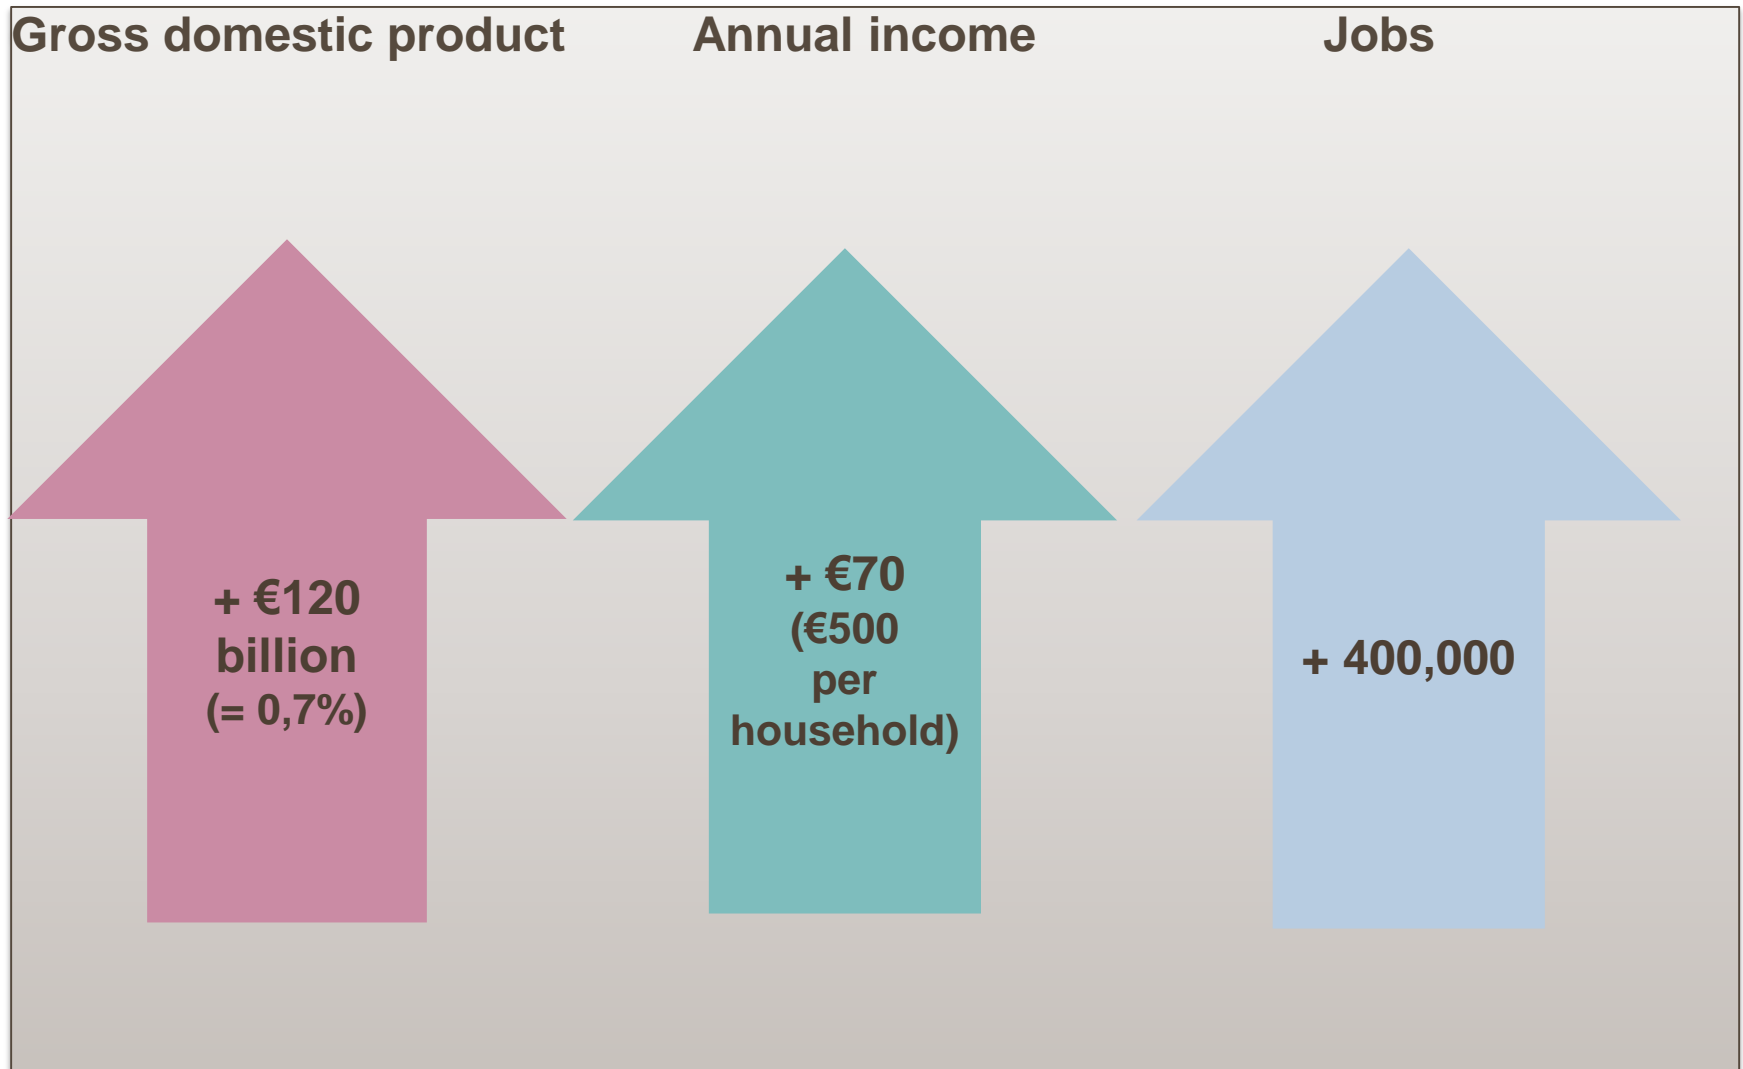 Gross domestic product
Annual income
Jobs
+ €120
billion
(= 0,7%)
+ €70
(€500
per
household)
+ 400,000